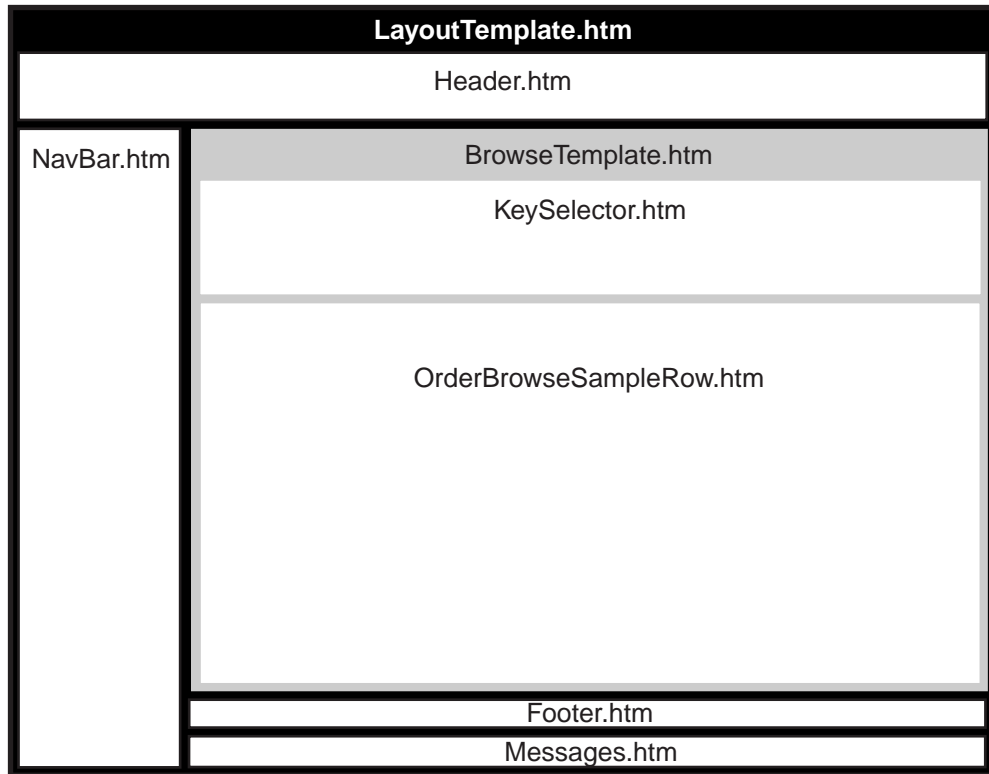 LayoutTemplate.htm
Header.htm
NavBar.htm
BrowseTemplate.htm
KeySelector.htm
OrderBrowseSampleRow.htm
Footer.htm
Messages.htm